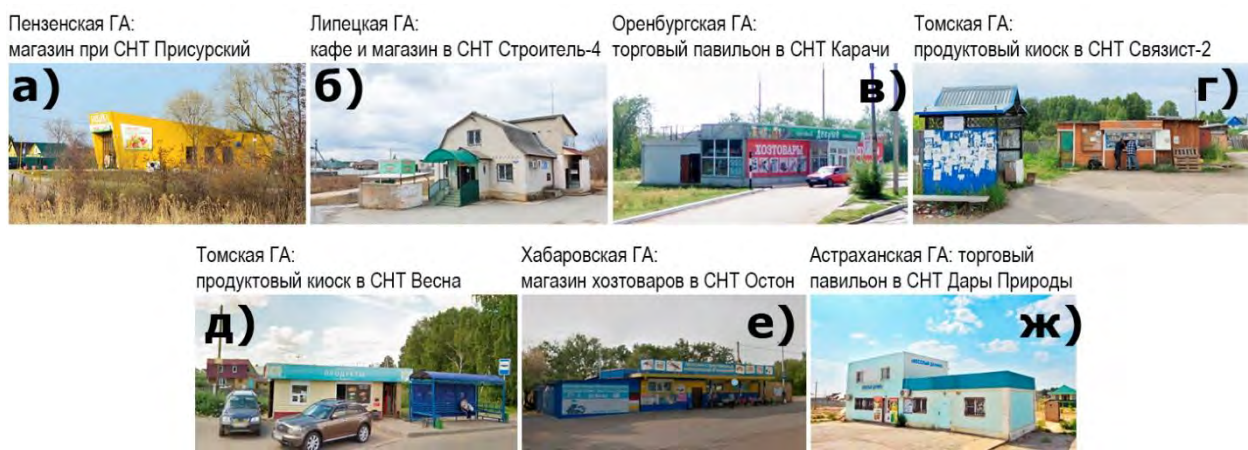 Пензенская ГА:
магазин при СНТ Присурский
Липецкая ГА:
кафе и магазин в СНТ Строитель-4
Оренбургская ГА:
торговый павильон в СНТ Карачи
Томская ГА:
продуктовый киоск в СНТ Связист-2
а)
б)
в)
ХОЗТОВАРЫ
г)
Томская ГА:
продуктовый киоск в СНТ Весна
Хабаровская ГА:
магазин хозтоваров в СНТ Остон
Астраханская ГА: торговый
павильон в СНТ Дары Природы
д)
ПРОДУКТЫ
е)
ж)